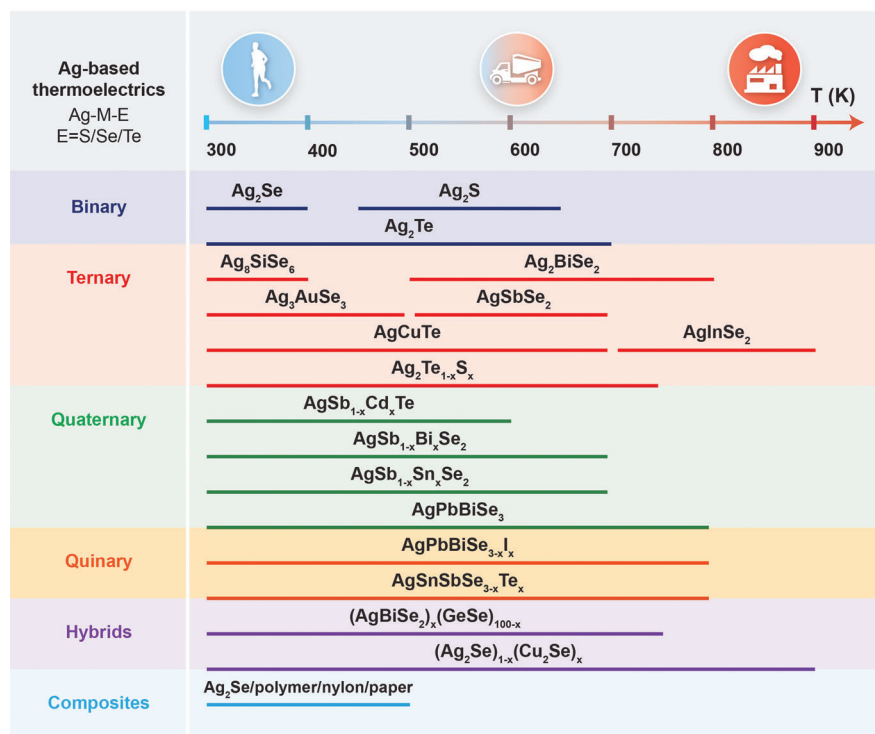 Ag-based
thermoelectrics
Ag-M-E
E=S/Se/Te
T (K)
300 400 500 600 700 800 900
Binary
Ag₂Se Ag₂S
Ag₂Te
Ternary
Ag₈SiSe₆ Ag₂BiSe₂
Ag₃AuSe₃ AgSbSe₂
AgCuTe AgInSe₂
Ag₂Te₁₋ₓSₓ
Quaternary
AgSb₁₋ₓCdₓTe
AgSb₁₋ₓBiₓSe₂
AgSb₁₋ₓSnₓSe₂
AgPbBiSe₃
Quinary
AgPbBiSe₃₋ₓIₓ
AgSnSbSe₃₋ₓTeₓ
Hybrids
(AgBiSe₂)ₓ(GeSe)₁₀₀₋ₓ
(Ag₂Se)₁₋ₓ(Cu₂Se)ₓ
Composites
Ag₂Se/polymer/nylon/paper